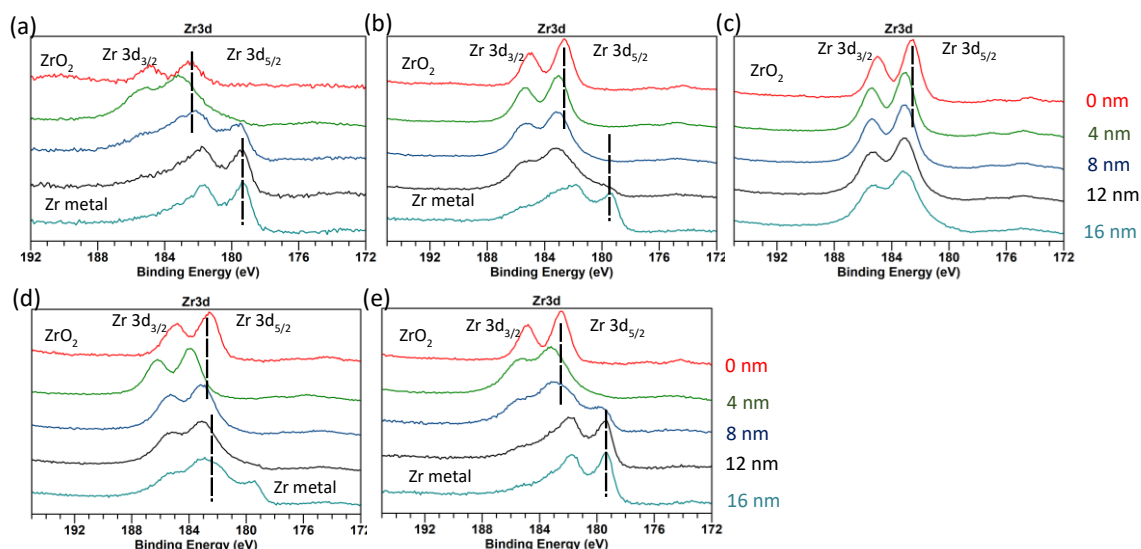 (a)
Zr3d
Zr 3d3/2
Zr 3d5/2
ZrO2
Zr metal
192 188 184 180 176 172
Binding Energy (eV)
(b)
Zr3d
Zr 3d3/2
Zr 3d5/2
ZrO2
Zr metal
192 188 184 180 176 172
Binding Energy (eV)
(c)
Zr3d
Zr 3d3/2
Zr 3d5/2
ZrO2
192 188 184 180 176 172
Binding Energy (eV)
0 nm
4 nm
8 nm
12 nm
16 nm
(d)
Zr3d
Zr 3d3/2
Zr 3d5/2
ZrO2
Zr metal
192 188 184 180 176 172
Binding Energy (eV)
(e)
Zr3d
Zr 3d3/2
Zr 3d5/2
ZrO2
Zr metal
192 188 184 180 176 172
Binding Energy (eV)
0 nm
4 nm
8 nm
12 nm
16 nm